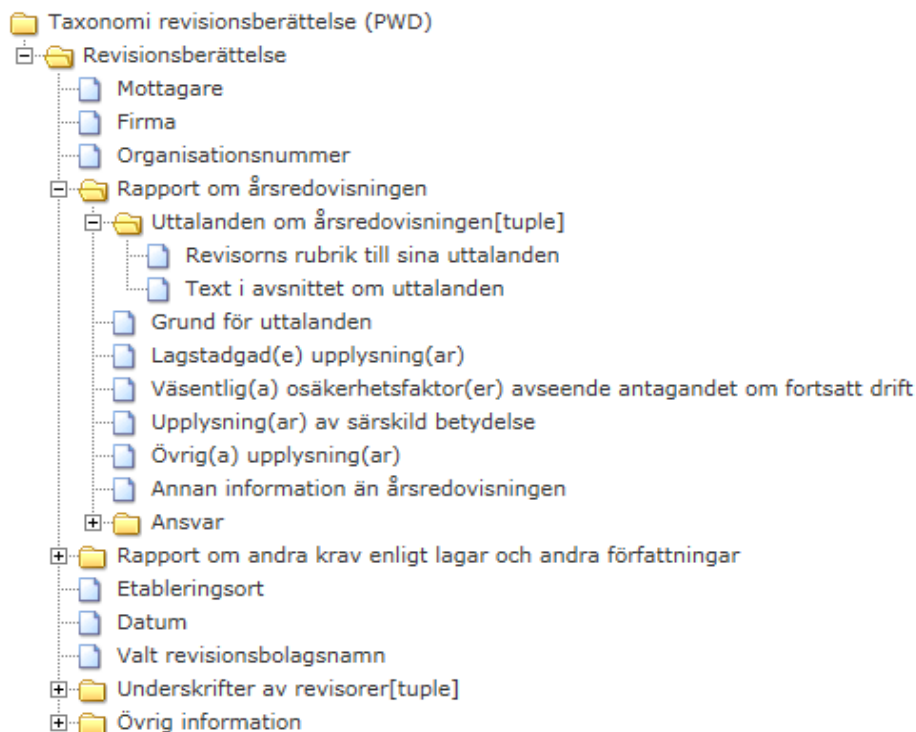 Taxonomi revisionsberättelse (PWD)
Revisionsberättelse
Mottagare
Firma
Organisationsnummer
Rapport om årsredovisningen
Uttalanden om årsredovisningen[tuple]
Revisorns rubrik till sina uttalanden
Text i avsnittet om uttalanden
Grund för uttalanden
Lagstadgad(e) upplysning(ar)
Väsentlig(a) osäkerhetsfaktor(er) avseende antagandet om fortsatt drift
Upplysning(ar) av särskild betydelse
Övrig(a) upplysning(ar)
Annan information än årsredovisningen
Ansvar
Rapport om andra krav enligt lagar och andra författningar
Etableringsort
Datum
Valt revisionsbolagsnamn
Underskrifter av revisorer[tuple]
Övrig information